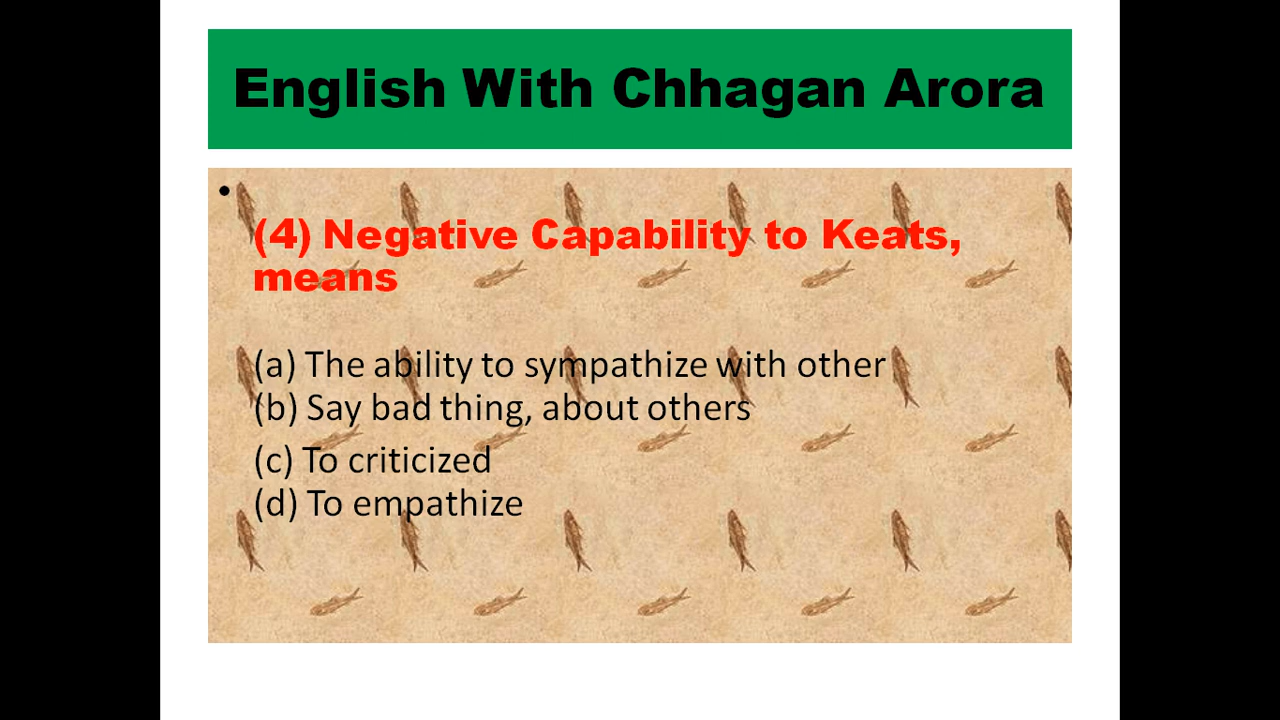 English With Chhagan Arora
•
(4) Negative Capability to Keats,
means
(a) The ability to sympathize with other
(b) Say bad thing, about others
(c) To criticized
(d) To empathize